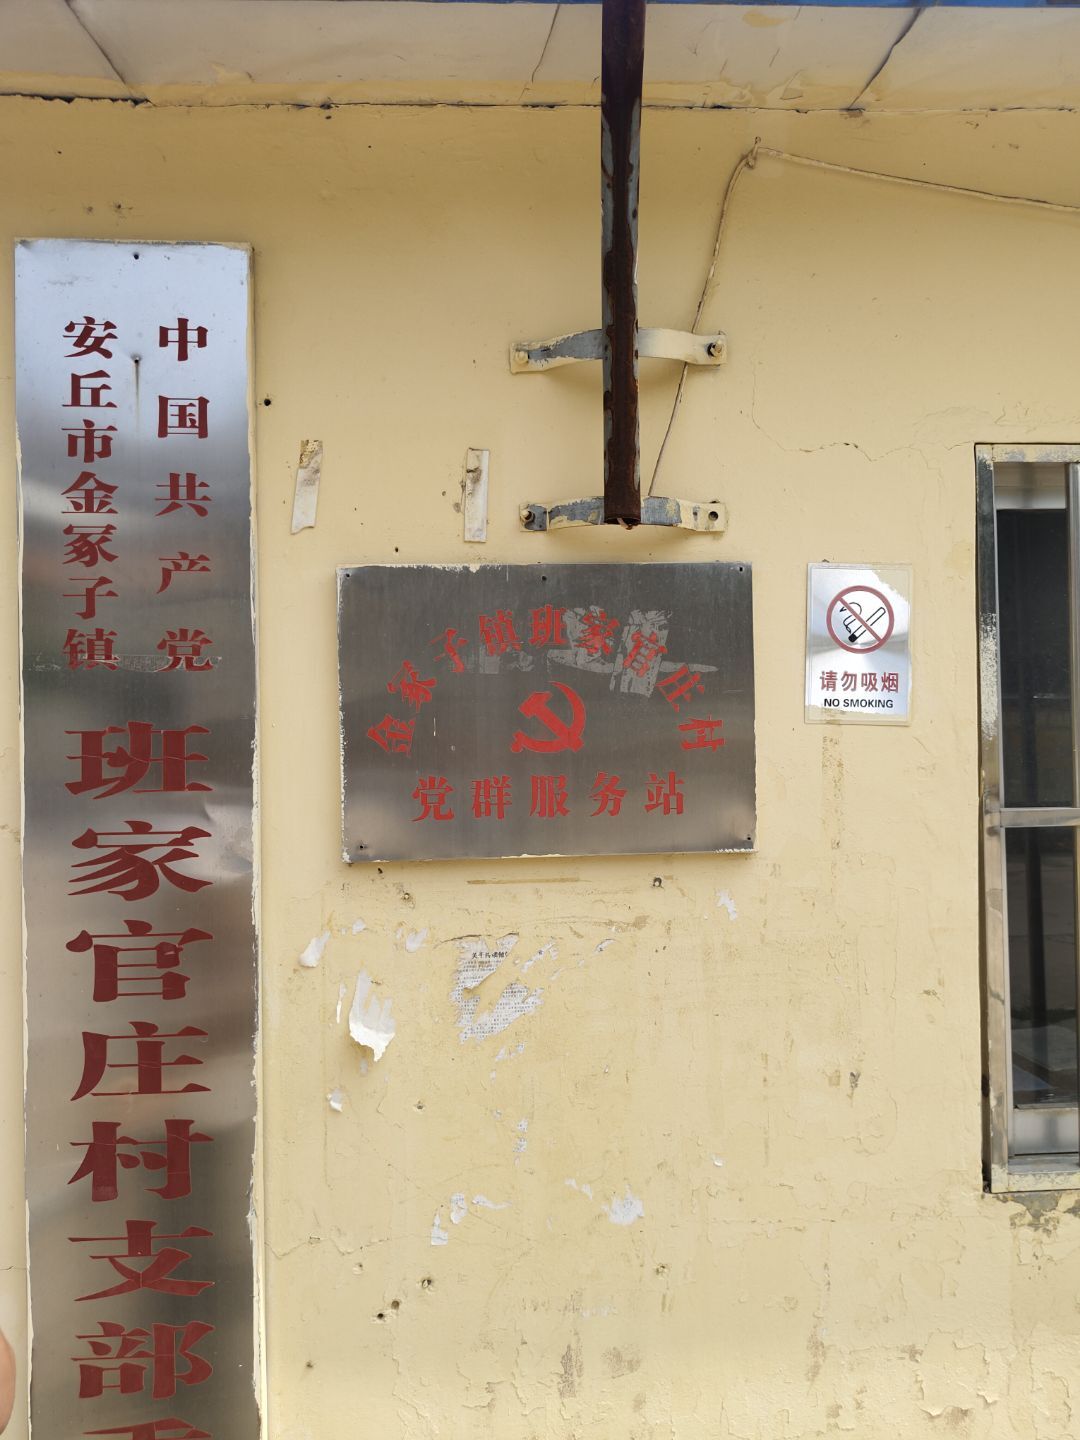 中国共产党
安丘市金冢子镇
班家官庄村支部委
金冢子镇班家官庄村
党群服务站
请勿吸烟
NO SMOKING